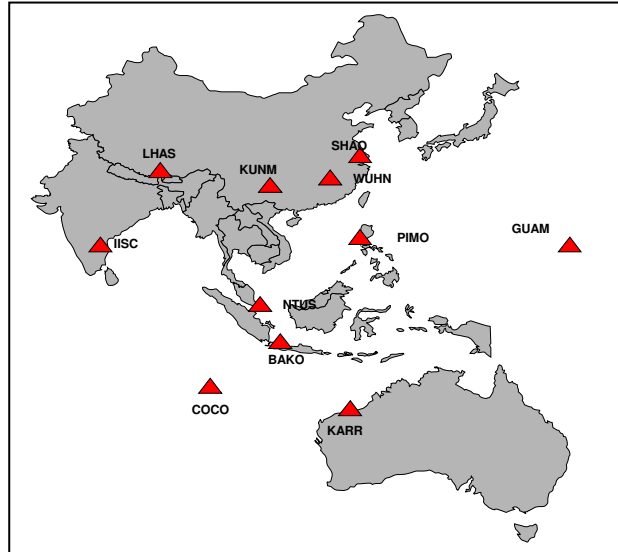 SHAO
LHAS
KUNM
WUHN
GUAM
PIMO
IISC
NTUS
BAKO
COCO
KARR